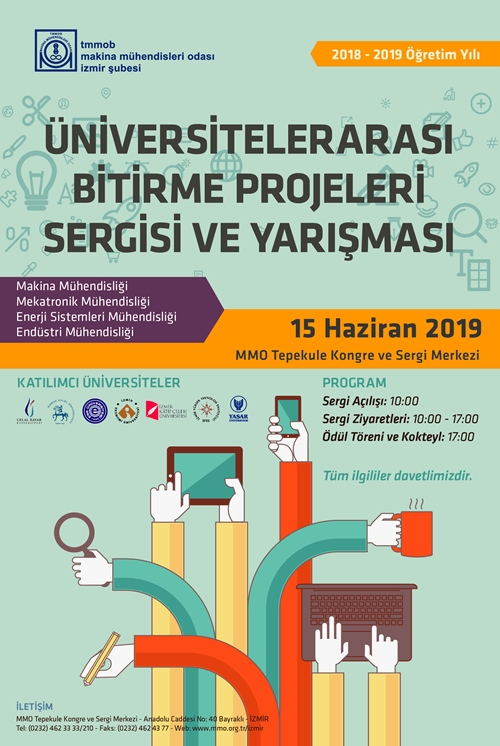 tmmob
makina mühendisleri odası
izmir şubesi
2018 - 2019 Öğretim Yılı
ÜNİVERSİTELERARASI
BİTİRME PROJELERİ
SERGİSİ VE YARIŞMASI
Makina Mühendisliği
Mekatronik Mühendisliği
Enerji Sistemleri Mühendisliği
Endüstri Mühendisliği
15 Haziran 2019
MMO Tepekule Kongre ve Sergi Merkezi
KATILIMCI ÜNİVERSİTELER
YAŞAR
PROGRAM
Sergi Açılışı: 10:00
Sergi Ziyaretleri: 10:00 - 17:00
Ödül Töreni ve Kokteyl: 17:00
Tüm ilgililer davetlimizdir.
İLETİŞİM
MMO Tepekule Kongre ve Sergi Merkezi - Anadolu Caddesi No: 40 Bayraklı - İZMİR
Tel: (0232) 462 33 33/210 - Faks: (0232) 462 43 77 - Web: www.mmo.org.tr/izmir